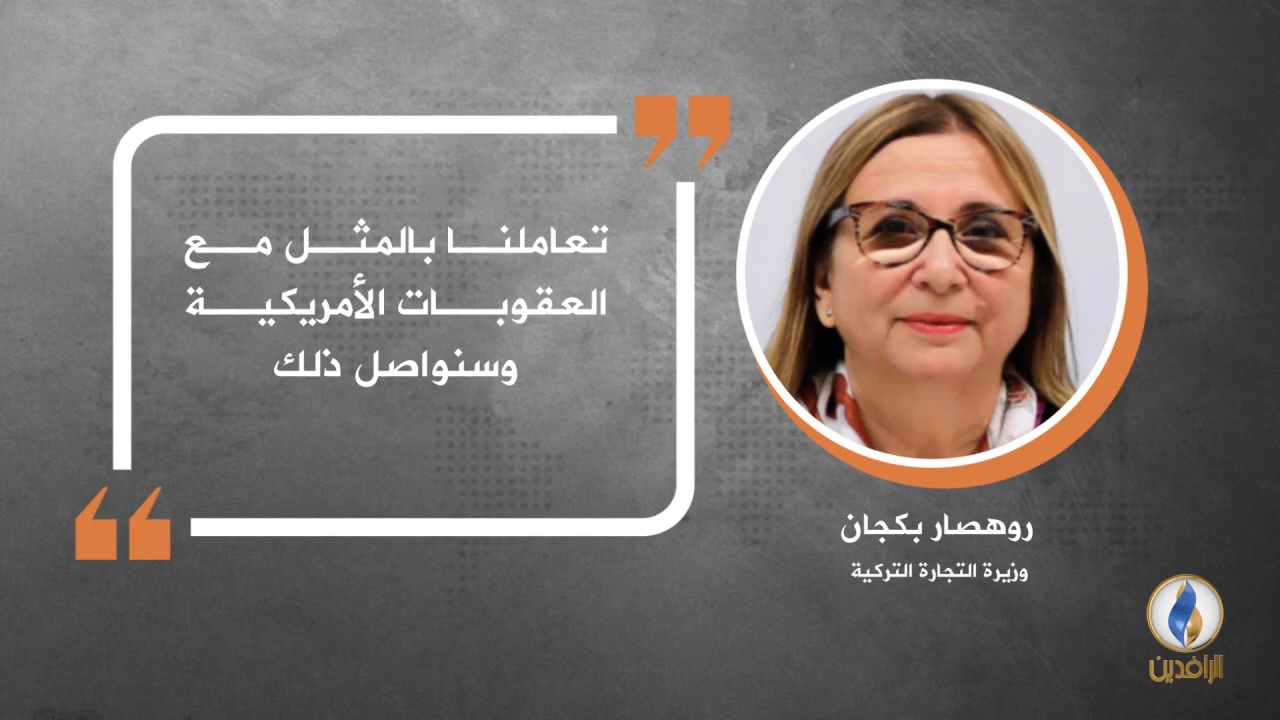 تعاملنا بالمثل مع
العقوبات الأمريكية
وسنواصل ذلك
روهصار بكجان
وزيرة التجارة التركية
الرافدين